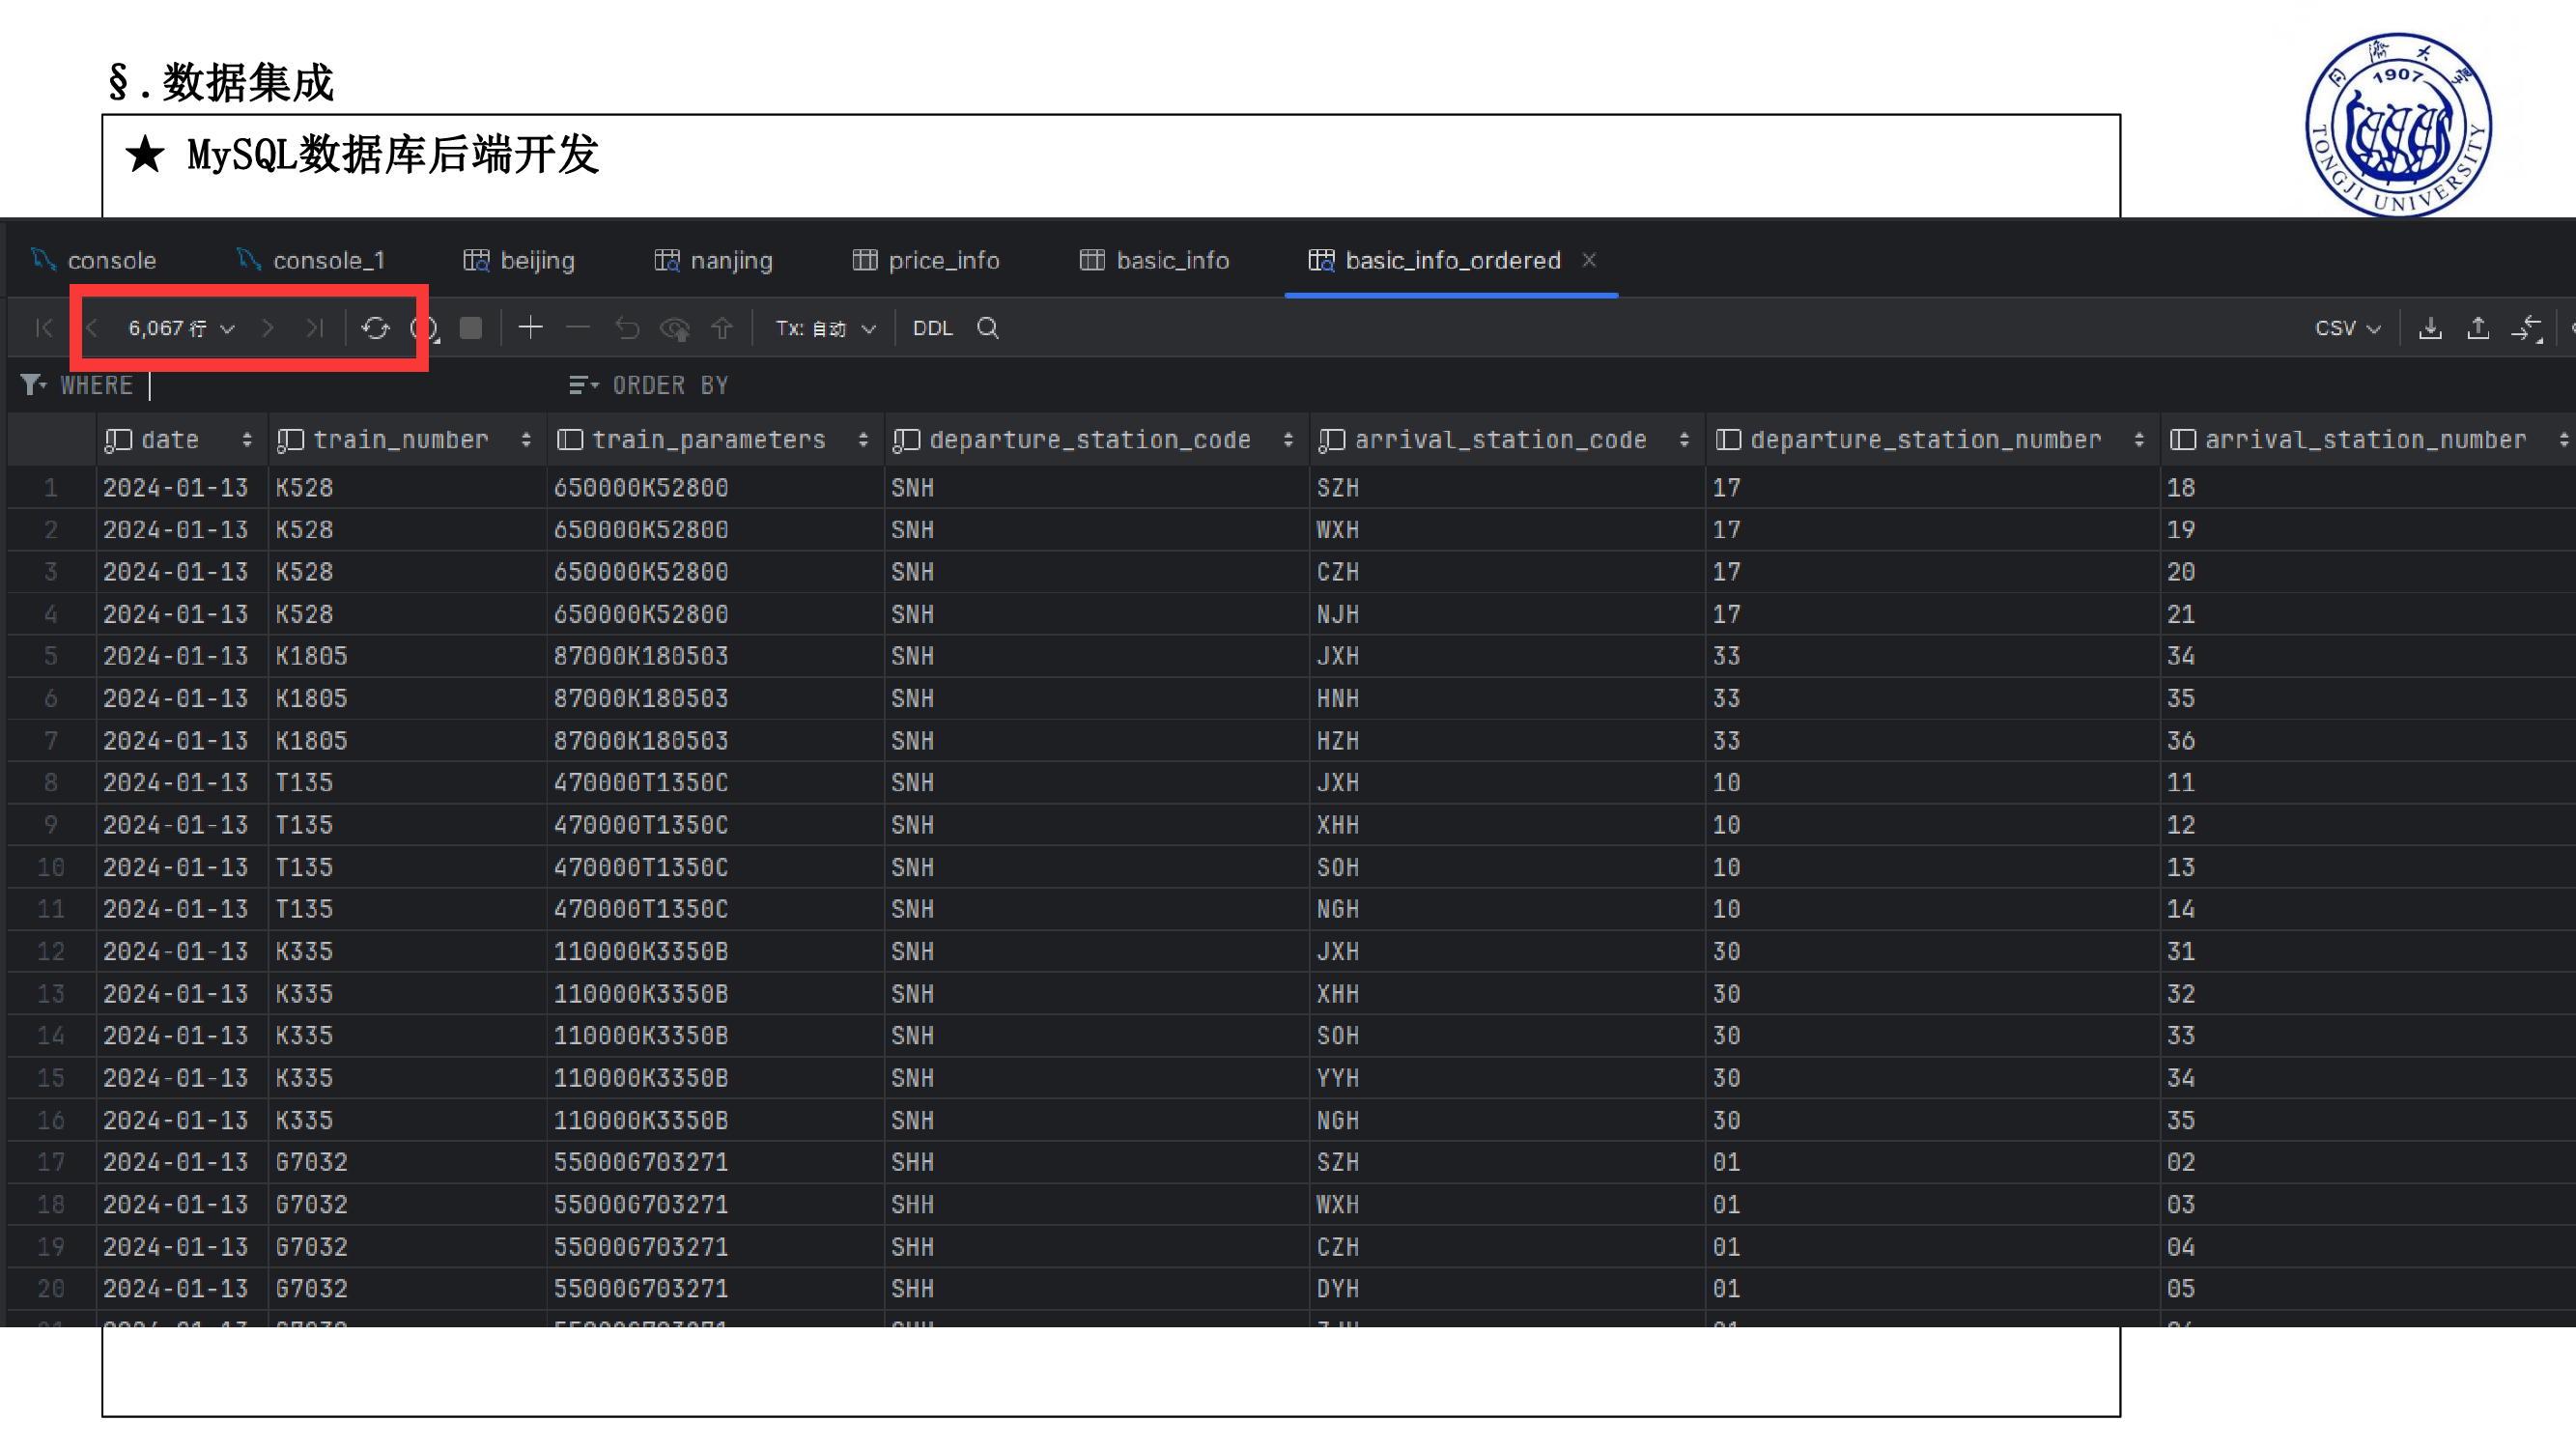 §.数据集成
★ MySQL数据库后端开发
同济大学
1907
TONGJI UNIVERSITY
console console_1 beijing nanjing price_info basic_info basic_info_ordered
6,067 行 Tx: 自动 DDL CSV
WHERE ORDER BY
date train_number train_parameters departure_station_code arrival_station_code departure_station_number arrival_station_number
1 2024-01-13 K528 650000K52800 SNH SZH 17 18
2 2024-01-13 K528 650000K52800 SNH WXH 17 19
3 2024-01-13 K528 650000K52800 SNH CZH 17 20
4 2024-01-13 K528 650000K52800 SNH NJH 17 21
5 2024-01-13 K1805 87000K180503 SNH JXH 33 34
6 2024-01-13 K1805 87000K180503 SNH HNH 33 35
7 2024-01-13 K1805 87000K180503 SNH HZH 33 36
8 2024-01-13 T135 470000T1350C SNH JXH 10 11
9 2024-01-13 T135 470000T1350C SNH XHH 10 12
10 2024-01-13 T135 470000T1350C SNH SOH 10 13
11 2024-01-13 T135 470000T1350C SNH NGH 10 14
12 2024-01-13 K335 110000K3350B SNH JXH 30 31
13 2024-01-13 K335 110000K3350B SNH XHH 30 32
14 2024-01-13 K335 110000K3350B SNH SOH 30 33
15 2024-01-13 K335 110000K3350B SNH YYH 30 34
16 2024-01-13 K335 110000K3350B SNH NGH 30 35
17 2024-01-13 G7032 55000G703271 SHH SZH 01 02
18 2024-01-13 G7032 55000G703271 SHH WXH 01 03
19 2024-01-13 G7032 55000G703271 SHH CZH 01 04
20 2024-01-13 G7032 55000G703271 SHH DYH 01 05